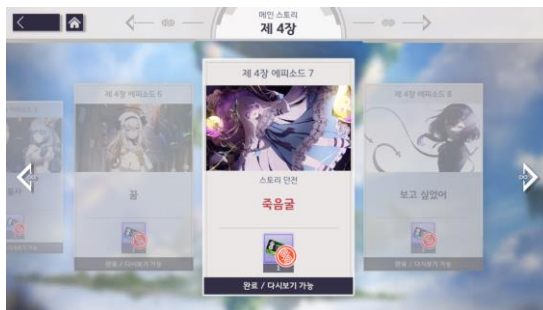 메인 스토리
제 4장
제 4장 에피소드 6
꿈
완료 / 다시보기 가능
제 4장 에피소드 7
스토리 던전
죽음굴
1
완료 / 다시보기 가능
제 4장 에피소드 8
보고 싶었어
완료 / 다시보기 가능